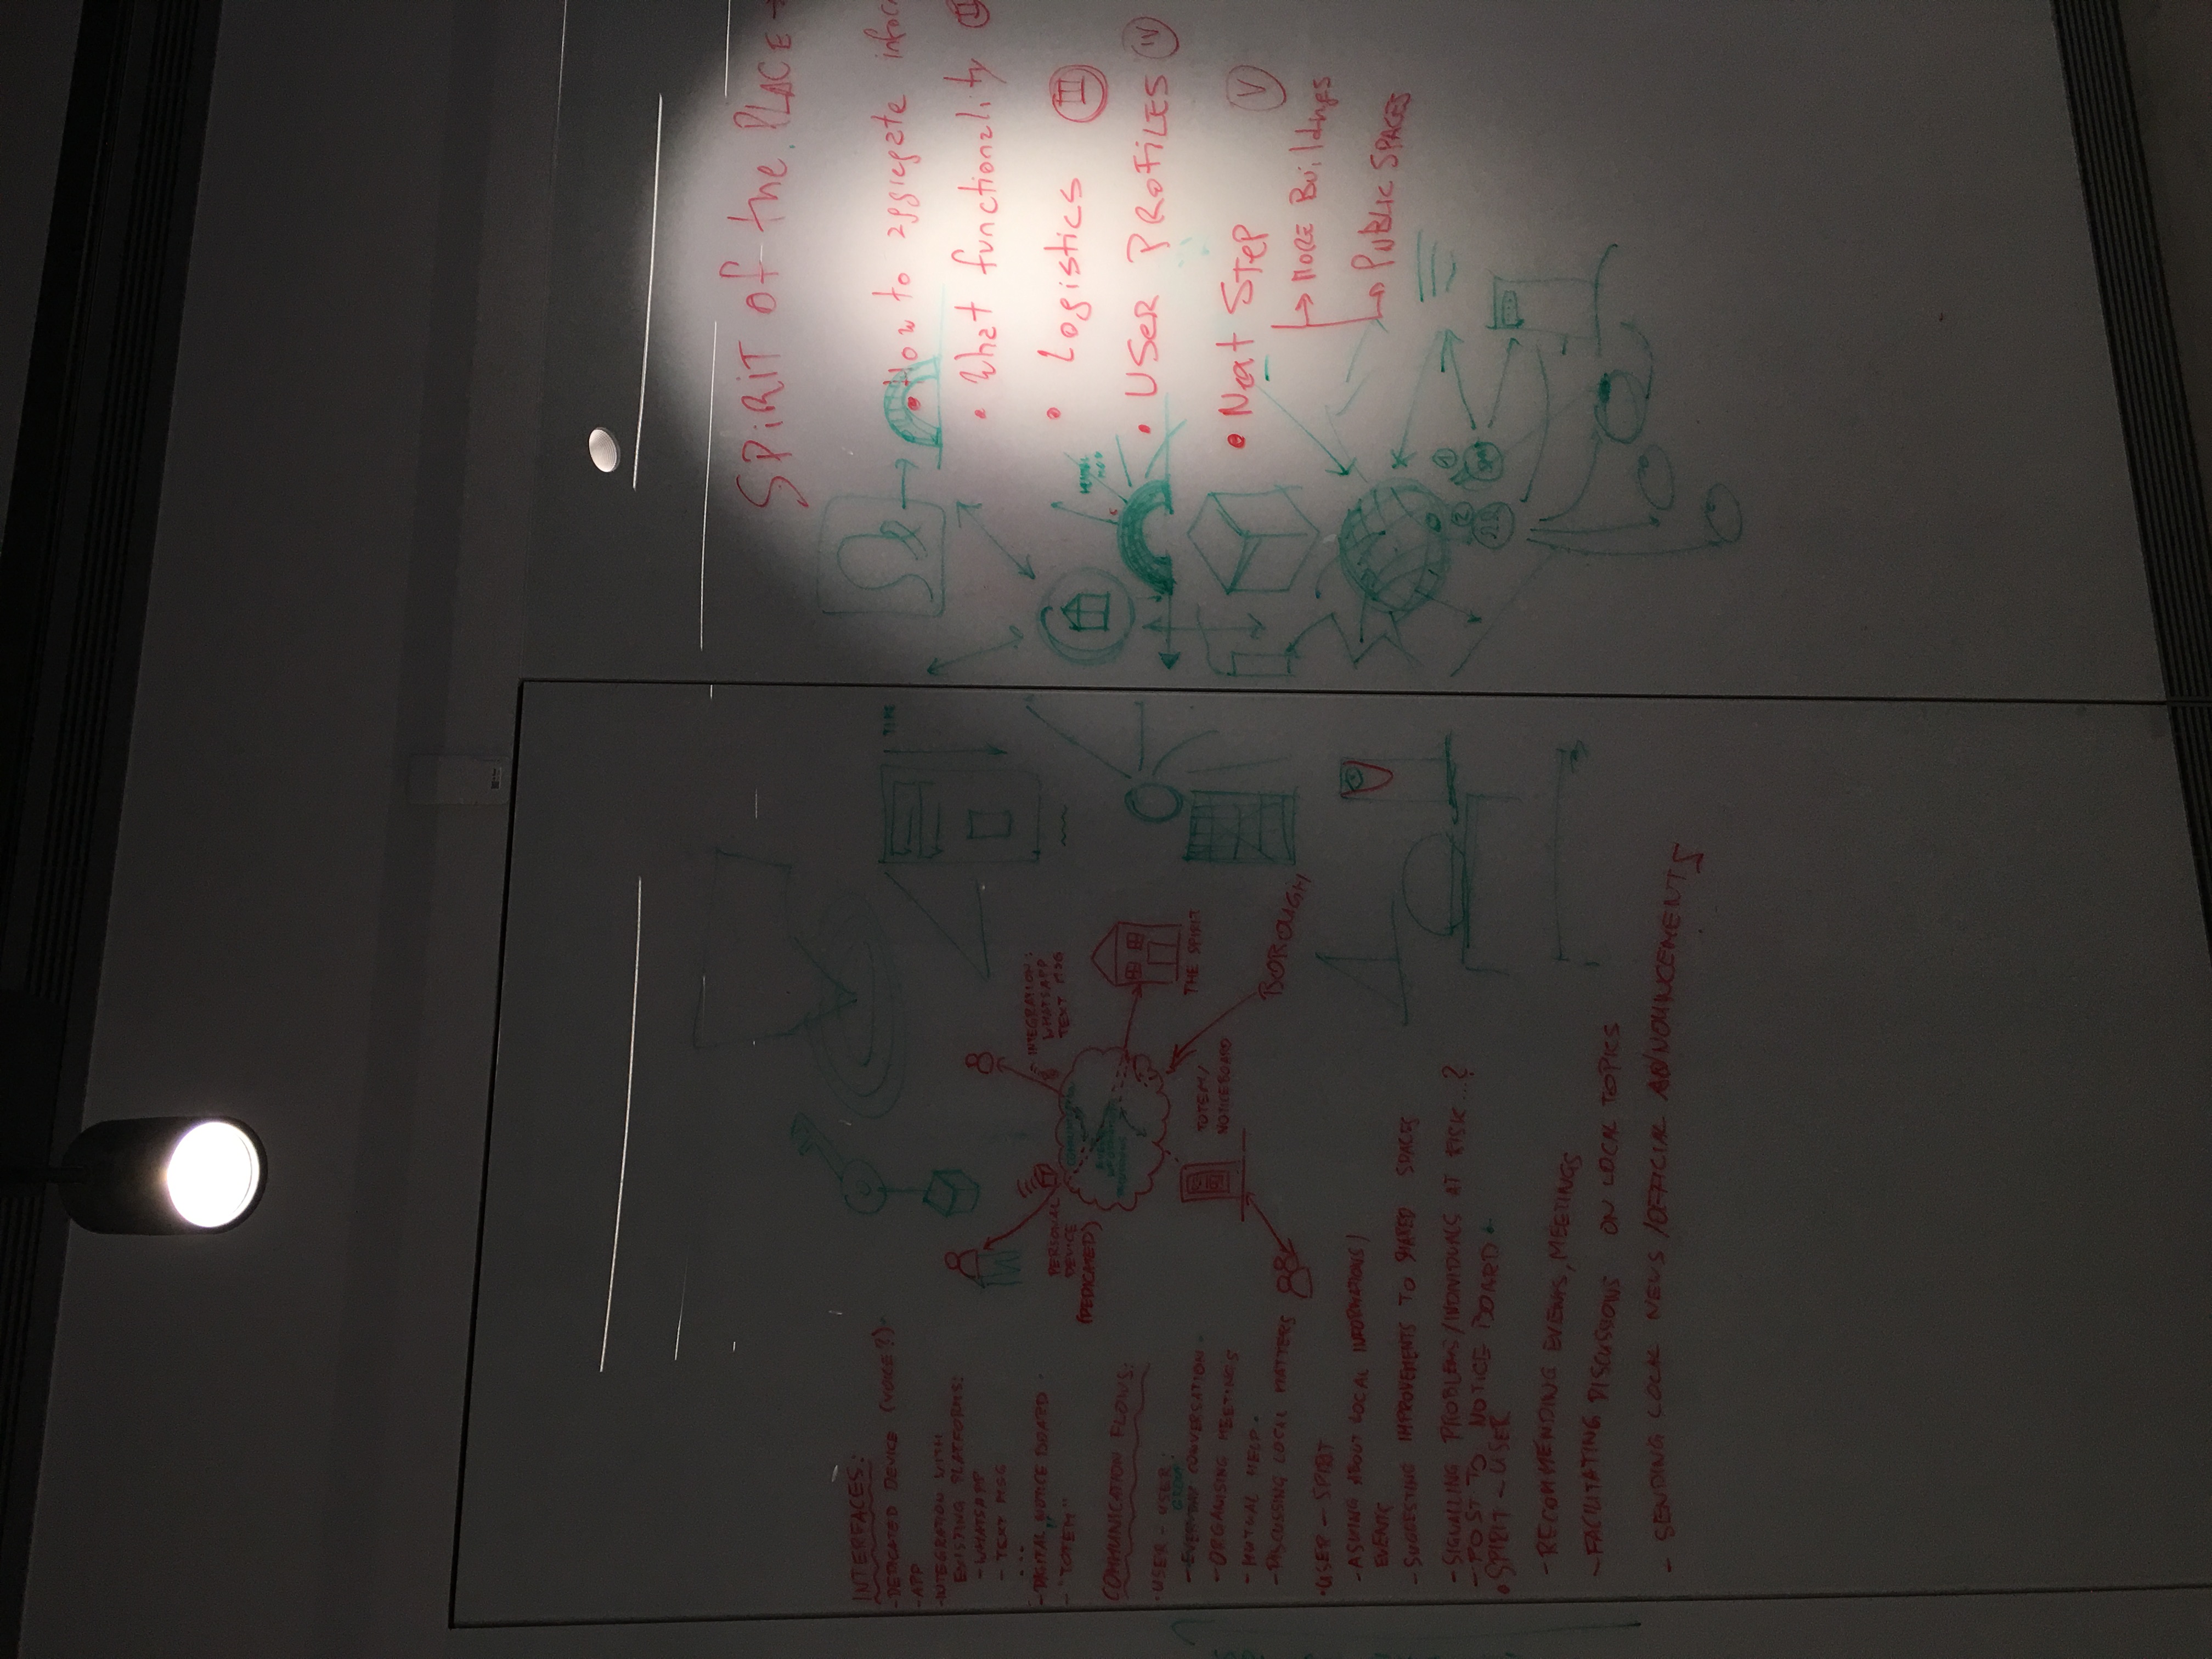 INTERFACES:
- DEDICATED DEVICE (VOICE?)
- APP
- INTEGRATION WITH
EXISTING PLATFORMS:
- WHATSAPP
- TEXT MSG
...
- DIGITAL NOTICE BOARD
- "TOTEM"
COMMUNICATION FLOWS:
• USER - USER:
GROUP
- EVERYDAY CONVERSATION
- ORGANISING MEETINGS
- MUTUAL HELP
- DISCUSSING LOCAL MATTERS
• USER - SPIRIT
- ASKING ABOUT LOCAL INFORMATIONS/
EVENTS
- SUGGESTING IMPROVEMENTS TO SHARED SPACES
- SIGNALLING PROBLEMS/INDIVIDUALS AT RISK...?
- POST TO NOTICE BOARD
• SPIRIT - USER
- RECOMMENDING EVENTS, MEETINGS
- FACILITATING DISCUSSIONS ON LOCAL TOPICS
- SENDING LOCAL NEWS/OFFICIAL ANNOUNCEMENTS
PERSONAL
DEVICE
(DEDICATED)
INTEGRATION:
WHATSAPP
TEXT MSG
THE SPIRIT
TOTEM/
NOTICEBOARD
BOROUGH
TIME
SPiRiT of the PLACE
• How to aggregate
• What functionality II
• Logistics III
• USeR PRoFiLES IV
• Next STeP V
→ MORE Buildings
→ PUBLIC SPACES
2
1